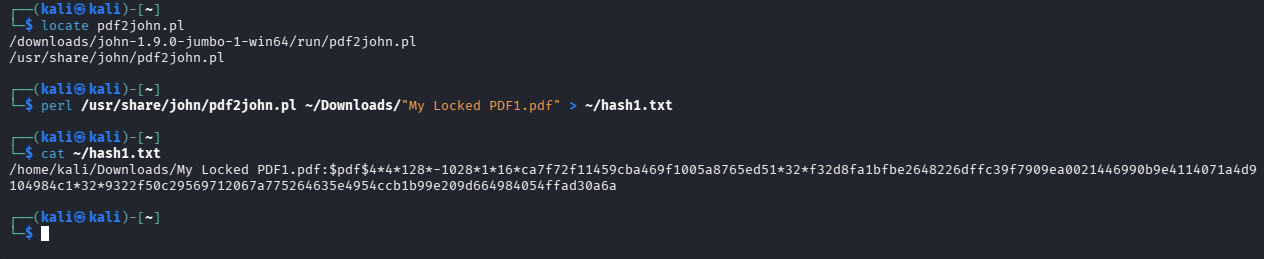 ┌──(kali㉿kali)-[~]
└─$ locate pdf2john.pl
/downloads/john-1.9.0-jumbo-1-win64/run/pdf2john.pl
/usr/share/john/pdf2john.pl
┌──(kali㉿kali)-[~]
└─$ perl /usr/share/john/pdf2john.pl ~/Downloads/"My Locked PDF1.pdf" > ~/hash1.txt
┌──(kali㉿kali)-[~]
└─$ cat ~/hash1.txt
/home/kali/Downloads/My Locked PDF1.pdf:$pdf$4*4*128*-1028*1*16*ca7f72f11459cba469f1005a8765ed51*32*f32d8fa1bfbe2648226dffc39f7909ea0021446990b9e4114071a4d9
104984c1*32*9322f50c29569712067a775264635e4954ccb1b99e209d664984054ffad30a6a
┌──(kali㉿kali)-[~]
└─$